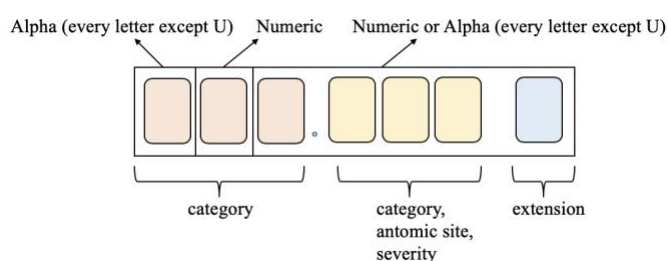 Alpha (every letter except U) Numeric Numeric or Alpha (every letter except U)
category
category,
antomic site,
severity
extension